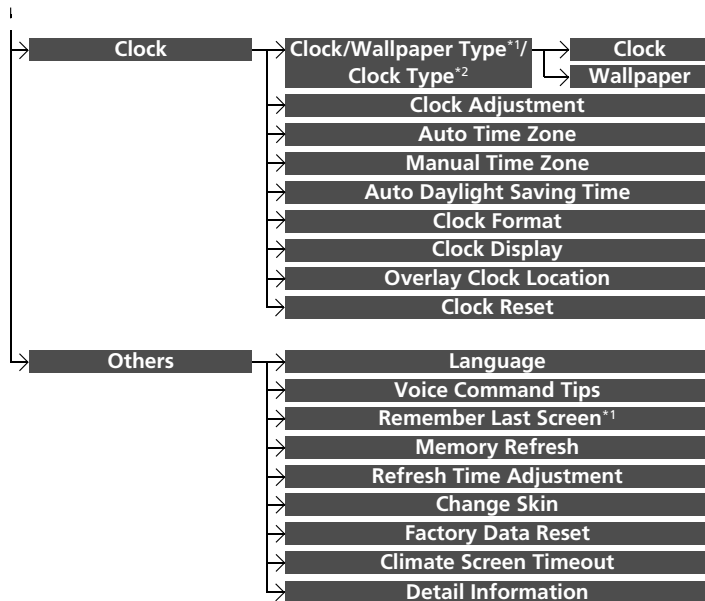 Clock
Clock/Wallpaper Type*1/
Clock Type*2
Clock
Wallpaper
Clock Adjustment
Auto Time Zone
Manual Time Zone
Auto Daylight Saving Time
Clock Format
Clock Display
Overlay Clock Location
Clock Reset
Others
Language
Voice Command Tips
Remember Last Screen*1
Memory Refresh
Refresh Time Adjustment
Change Skin
Factory Data Reset
Climate Screen Timeout
Detail Information